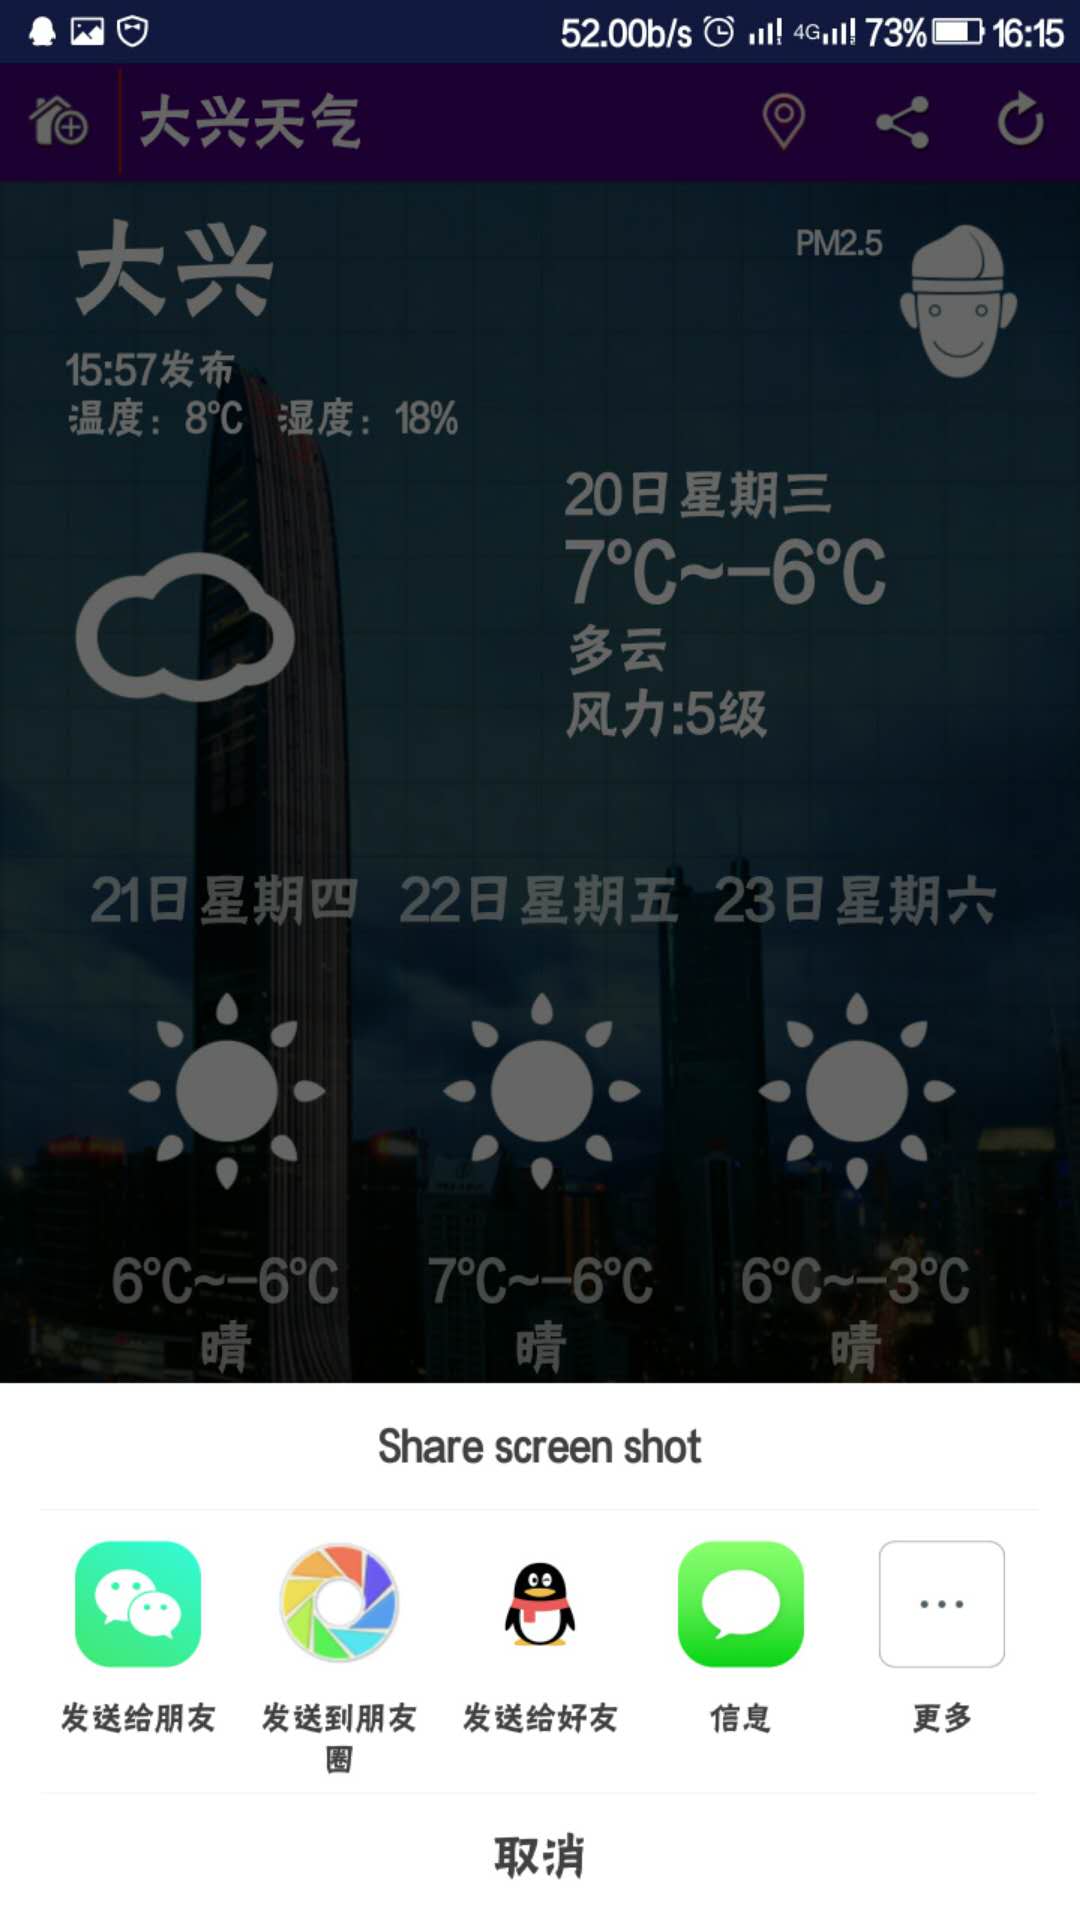 52.00b/s 4G 73% 16:15
大兴天气
大兴
PM2.5
15:57发布
温度：8℃ 湿度：18%
20日星期三
7℃~-6℃
多云
风力:5级
21日星期四 22日星期五 23日星期六
6℃~-6℃ 7℃~-6℃ 6℃~-3℃
晴 晴 晴
Share screen shot
发送给朋友 发送到朋友 发送给好友 信息 更多
圈
取消